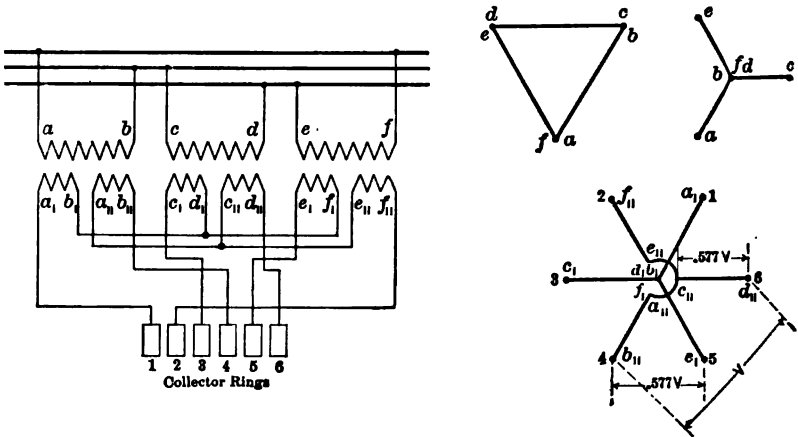 a b c d e f
a₁ b₁ a₁₁ b₁₁ c₁ d₁ c₁₁ d₁₁ e₁ f₁ e₁₁ f₁₁
1 2 3 4 5 6
Collector Rings
d c
e b
f a
e
b f d c
a
2 f₁₁ a₁ 1
e₁₁ .577 V
3 c₁ d₁ b₁ 6
f₁ c₁₁ d₁₁
a₁₁
4 b₁₁ e₁ 5
.577 V
V